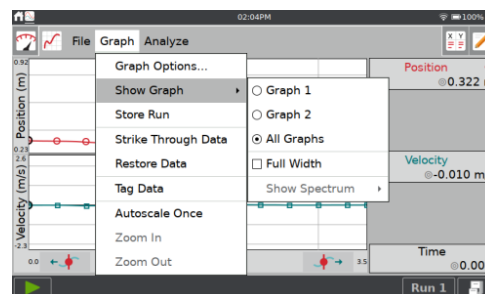 02:04PM 100%
File Graph Analyze X Y
Graph Options...
Show Graph
Store Run
Strike Through Data
Restore Data
Tag Data
Autoscale Once
Zoom In
Zoom Out
Graph 1
Graph 2
All Graphs
Full Width
Show Spectrum
0.92
Position (m)
0.23
2.6
Velocity (m/s)
-2.3
0.0
3.5
Position
0.322
Velocity
-0.010 m
Time
0.00
Run 1